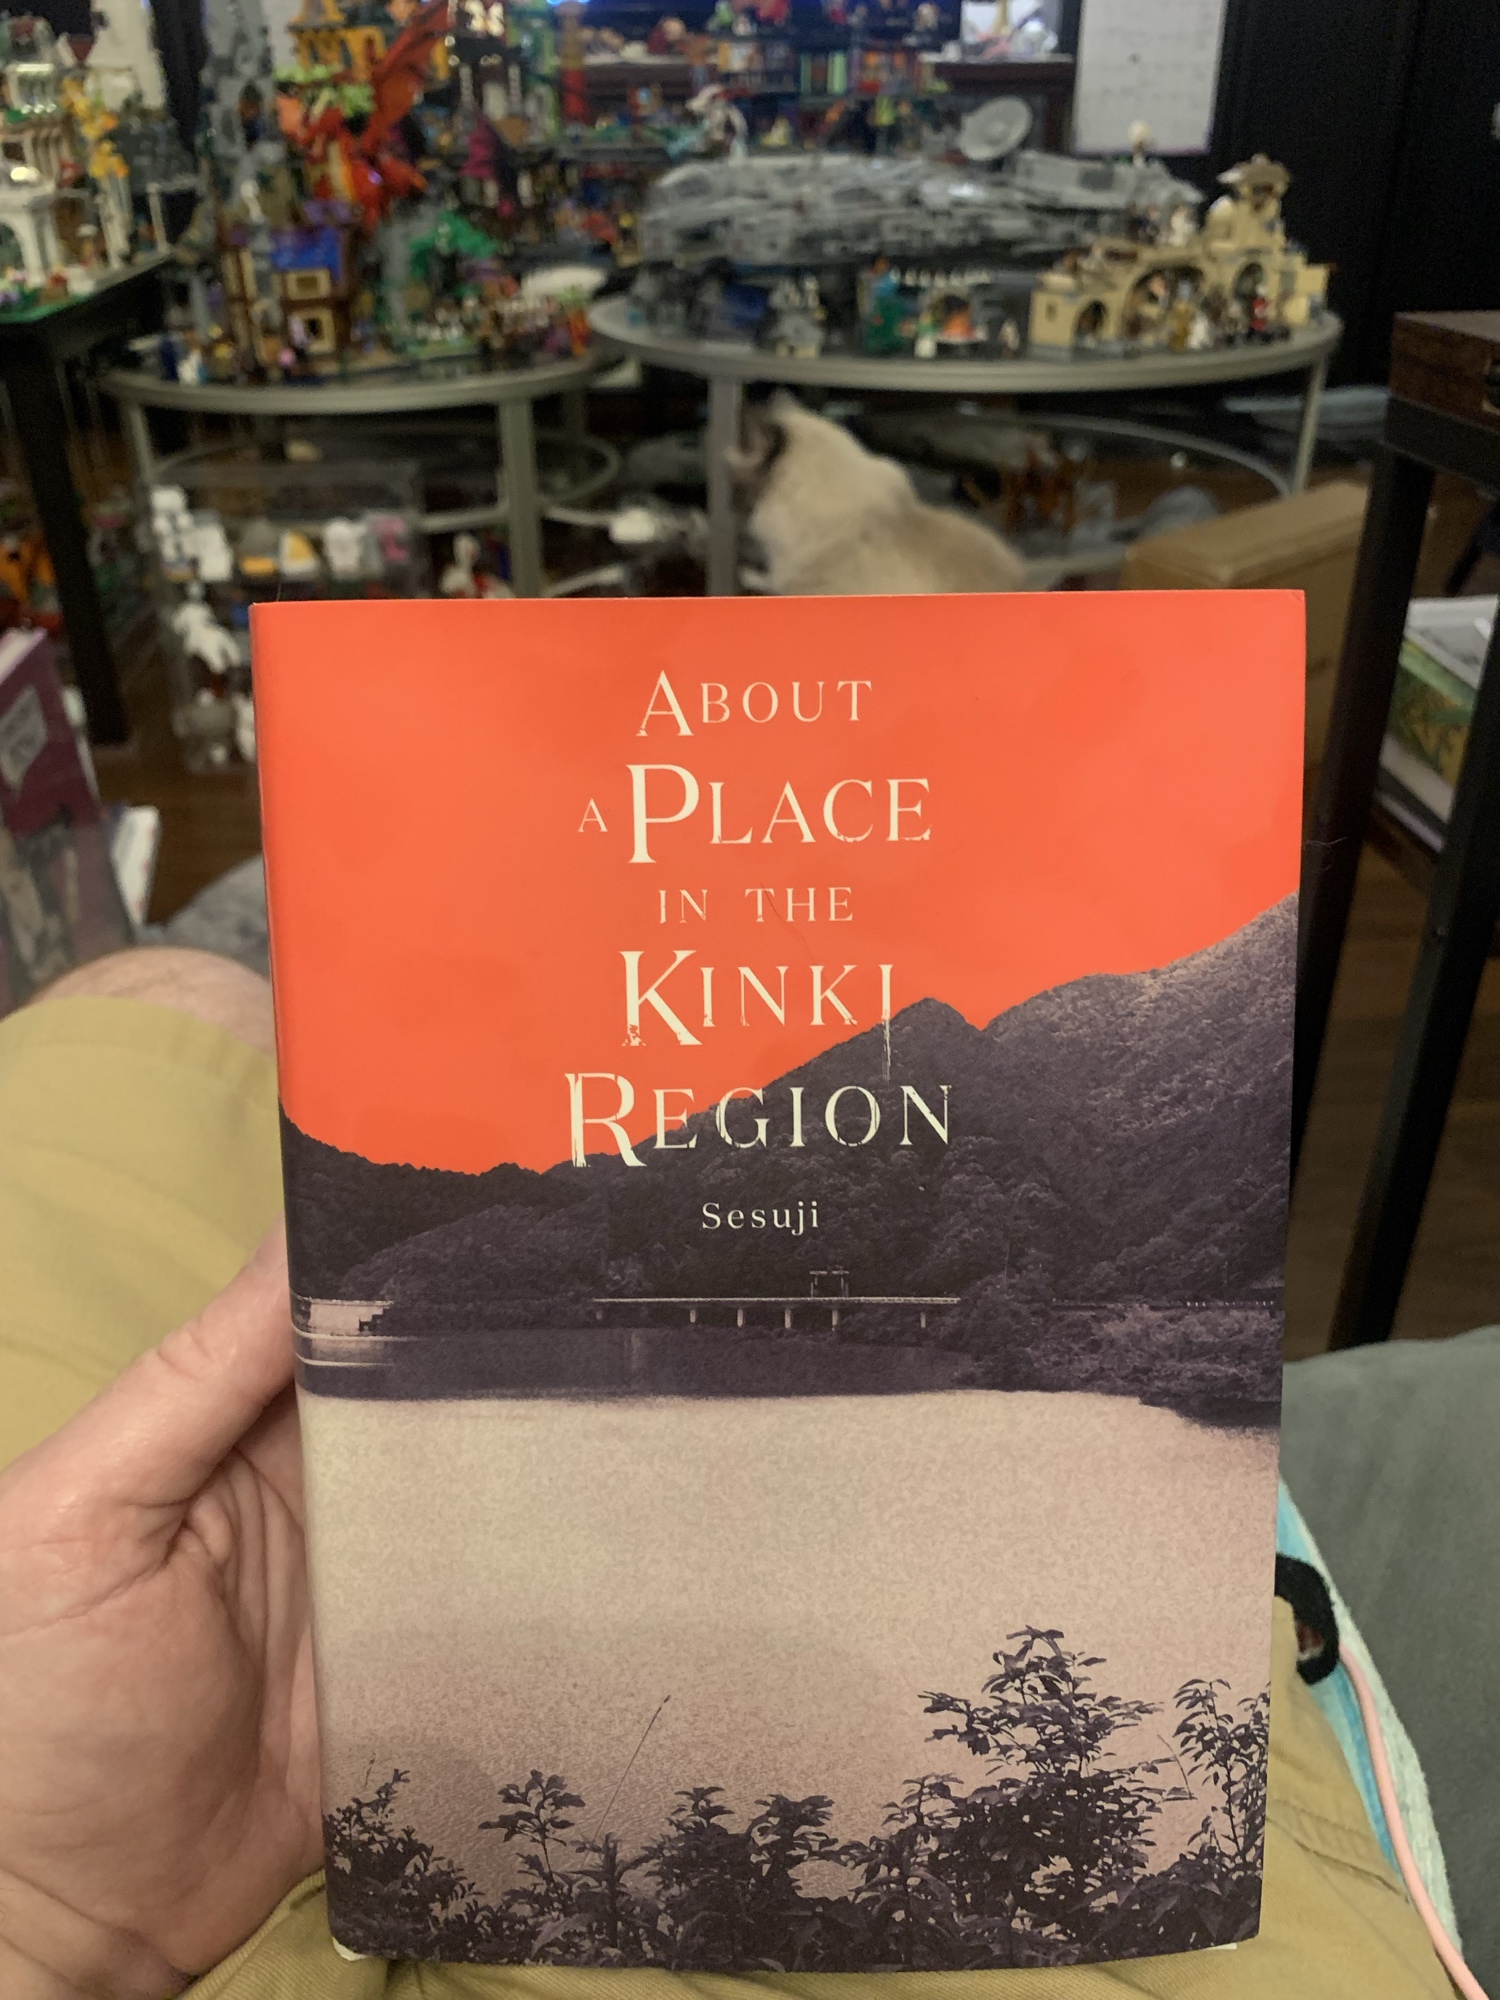 ABOUT
A PLACE
IN THE
KINKI
REGION
Sesuji